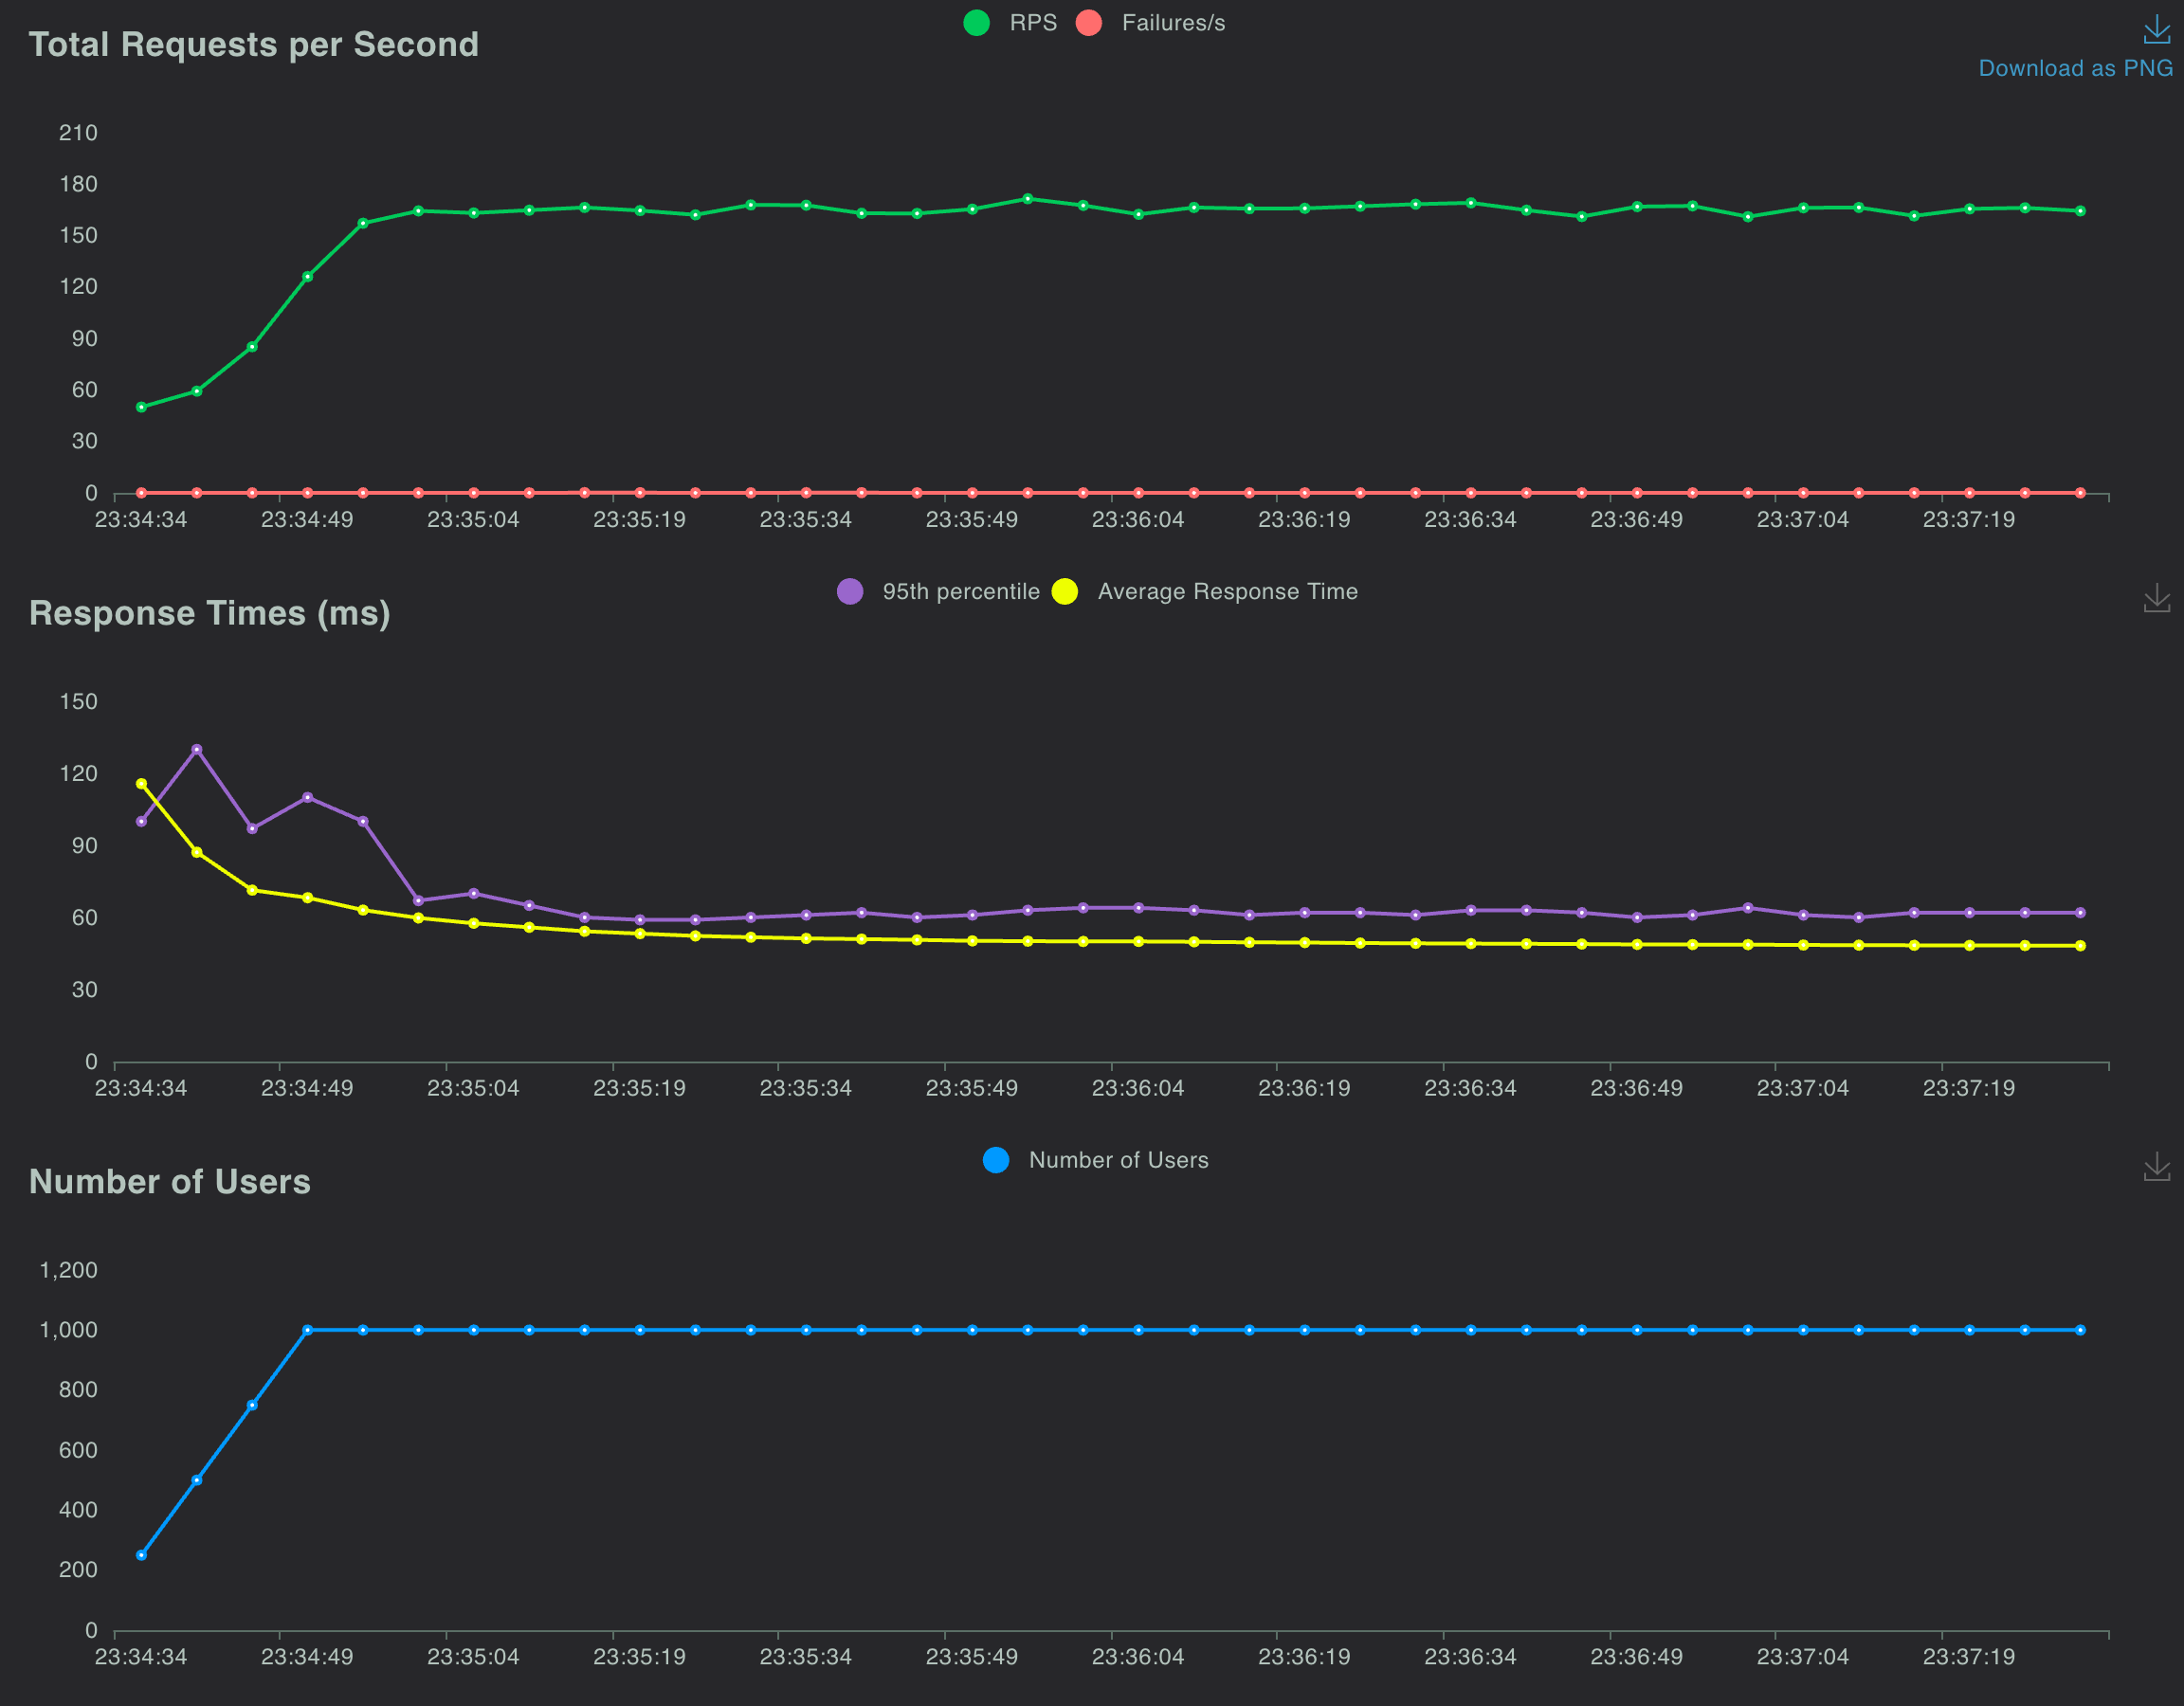 RPS Failures/s
Total Requests per Second
Download as PNG
210
180
150
120
90
60
30
0
23:34:34 23:34:49 23:35:04 23:35:19 23:35:34 23:35:49 23:36:04 23:36:19 23:36:34 23:36:49 23:37:04 23:37:19
95th percentile Average Response Time
Response Times (ms)
150
120
90
60
30
0
23:34:34 23:34:49 23:35:04 23:35:19 23:35:34 23:35:49 23:36:04 23:36:19 23:36:34 23:36:49 23:37:04 23:37:19
Number of Users
Number of Users
1,200
1,000
800
600
400
200
0
23:34:34 23:34:49 23:35:04 23:35:19 23:35:34 23:35:49 23:36:04 23:36:19 23:36:34 23:36:49 23:37:04 23:37:19